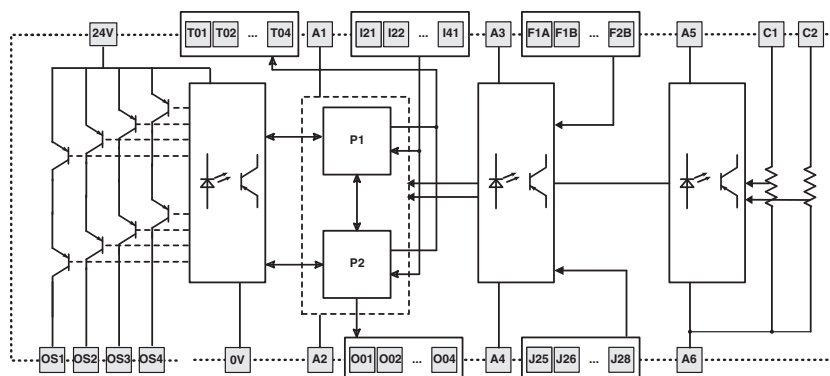 24V T01 T02 ... T04 A1 I21 I22 ... I41 A3 F1A F1B ... F2B A5 C1 C2
P1
P2
OS1 OS2 OS3 OS4 0V A2 O01 O02 ... O04 A4 J25 J26 ... J28 A6